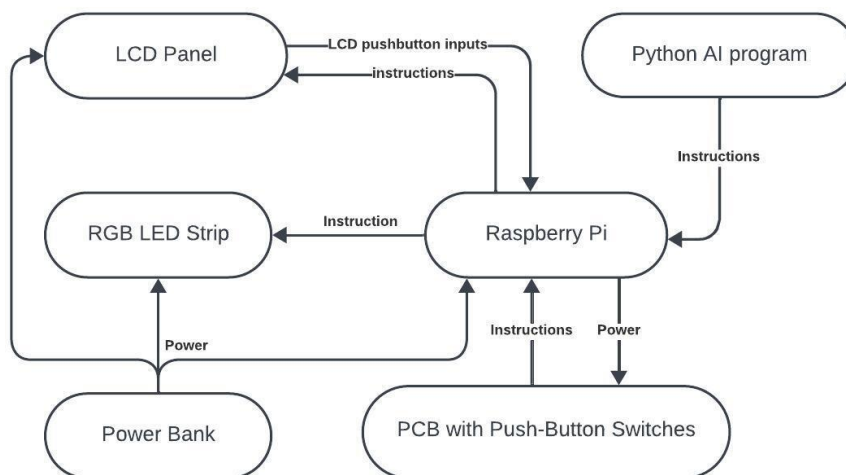 LCD Panel
LCD pushbutton inputs
instructions
Python AI program
Instructions
RGB LED Strip
Instruction
Raspberry Pi
Power
Instructions
Power
Power Bank
PCB with Push-Button Switches